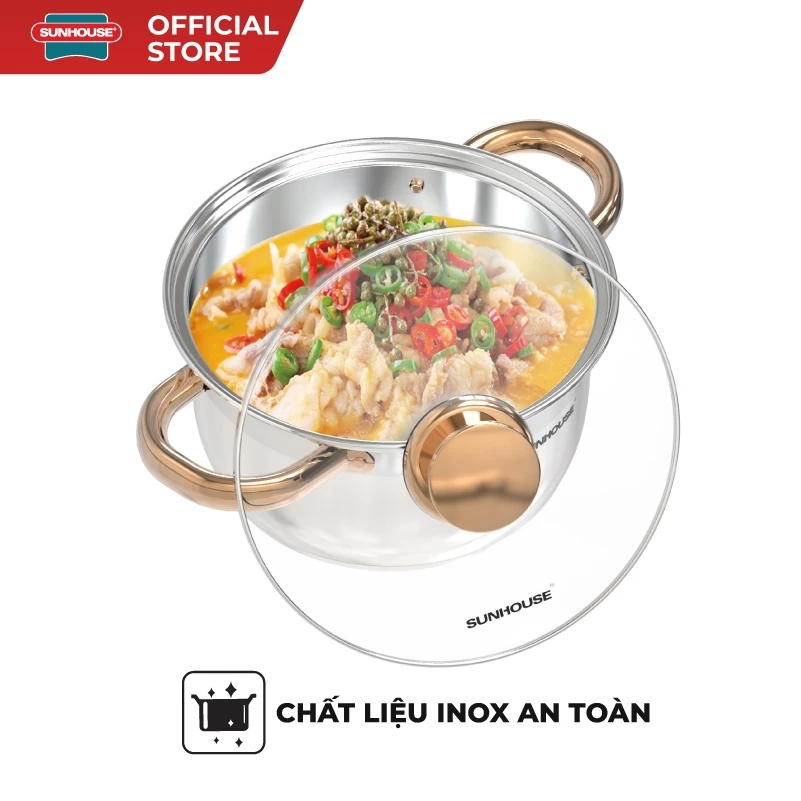 SUNHOUSE
OFFICIAL
STORE
SUNHOUSE
SUNHOUSE
CHẤT LIỆU INOX AN TOÀN